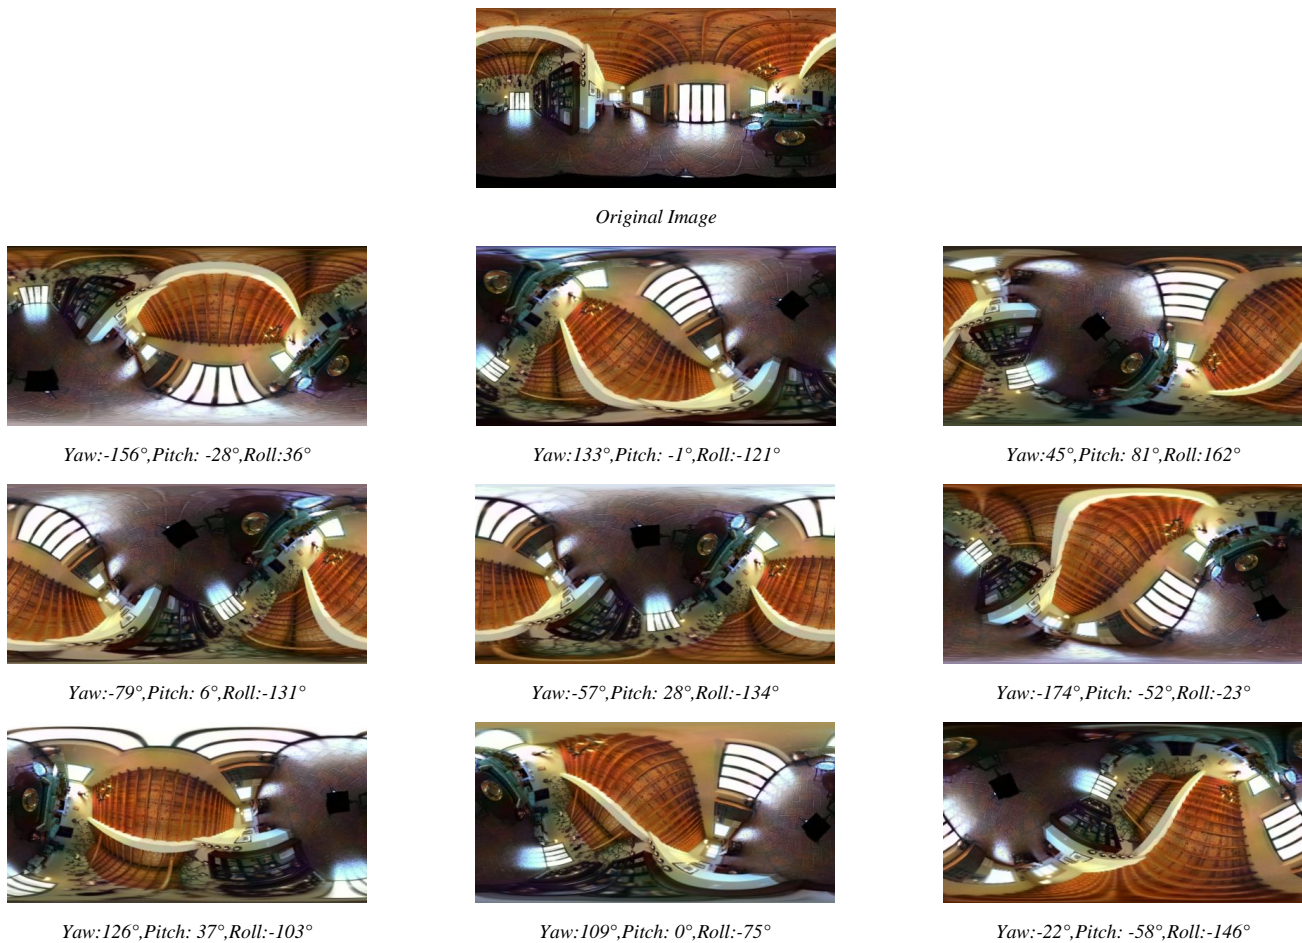 Original Image
Yaw:-156°,Pitch: -28°,Roll:36°
Yaw:133°,Pitch: -1°,Roll:-121°
Yaw:45°,Pitch: 81°,Roll:162°
Yaw:-79°,Pitch: 6°,Roll:-131°
Yaw:-57°,Pitch: 28°,Roll:-134°
Yaw:-174°,Pitch: -52°,Roll:-23°
Yaw:126°,Pitch: 37°,Roll:-103°
Yaw:109°,Pitch: 0°,Roll:-75°
Yaw:-22°,Pitch: -58°,Roll:-146°